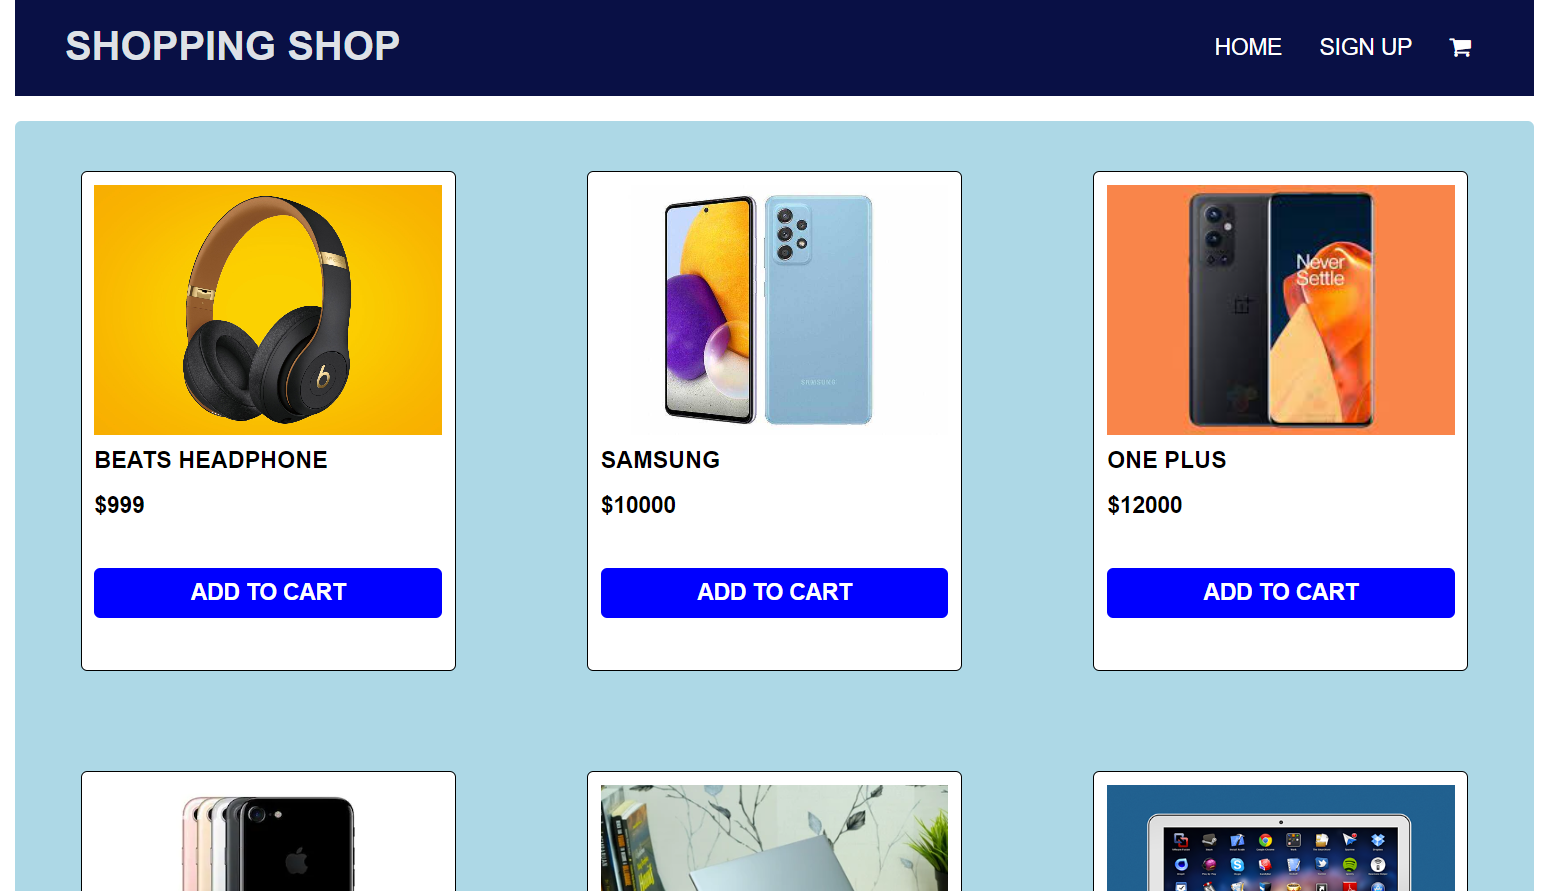 SHOPPING SHOP
HOME SIGN UP
Never
Settle
SAMSUNG
BEATS HEADPHONE
SAMSUNG
ONE PLUS
$999
$10000
$12000
ADD TO CART
ADD TO CART
ADD TO CART